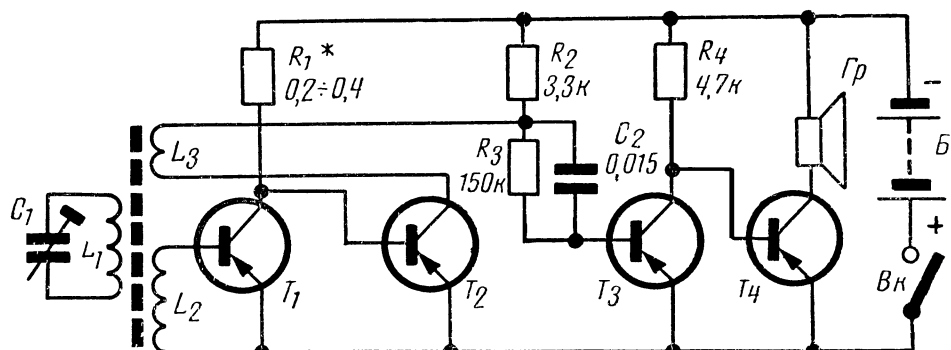 R₁*
0,2÷0,4
R₂
3,3к
R₄
4,7к
Гр
−
Б
+
Вк
L₃
R₃
150к
C₂
0,015
C₁
L₁
L₂
T₁
T₂
T₃
T₄